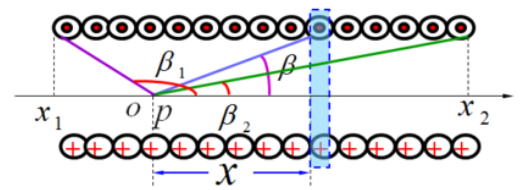 β₁
β
β₂
x₁
o
p
x₂
+ + + + + + + + + + + + + + +
x